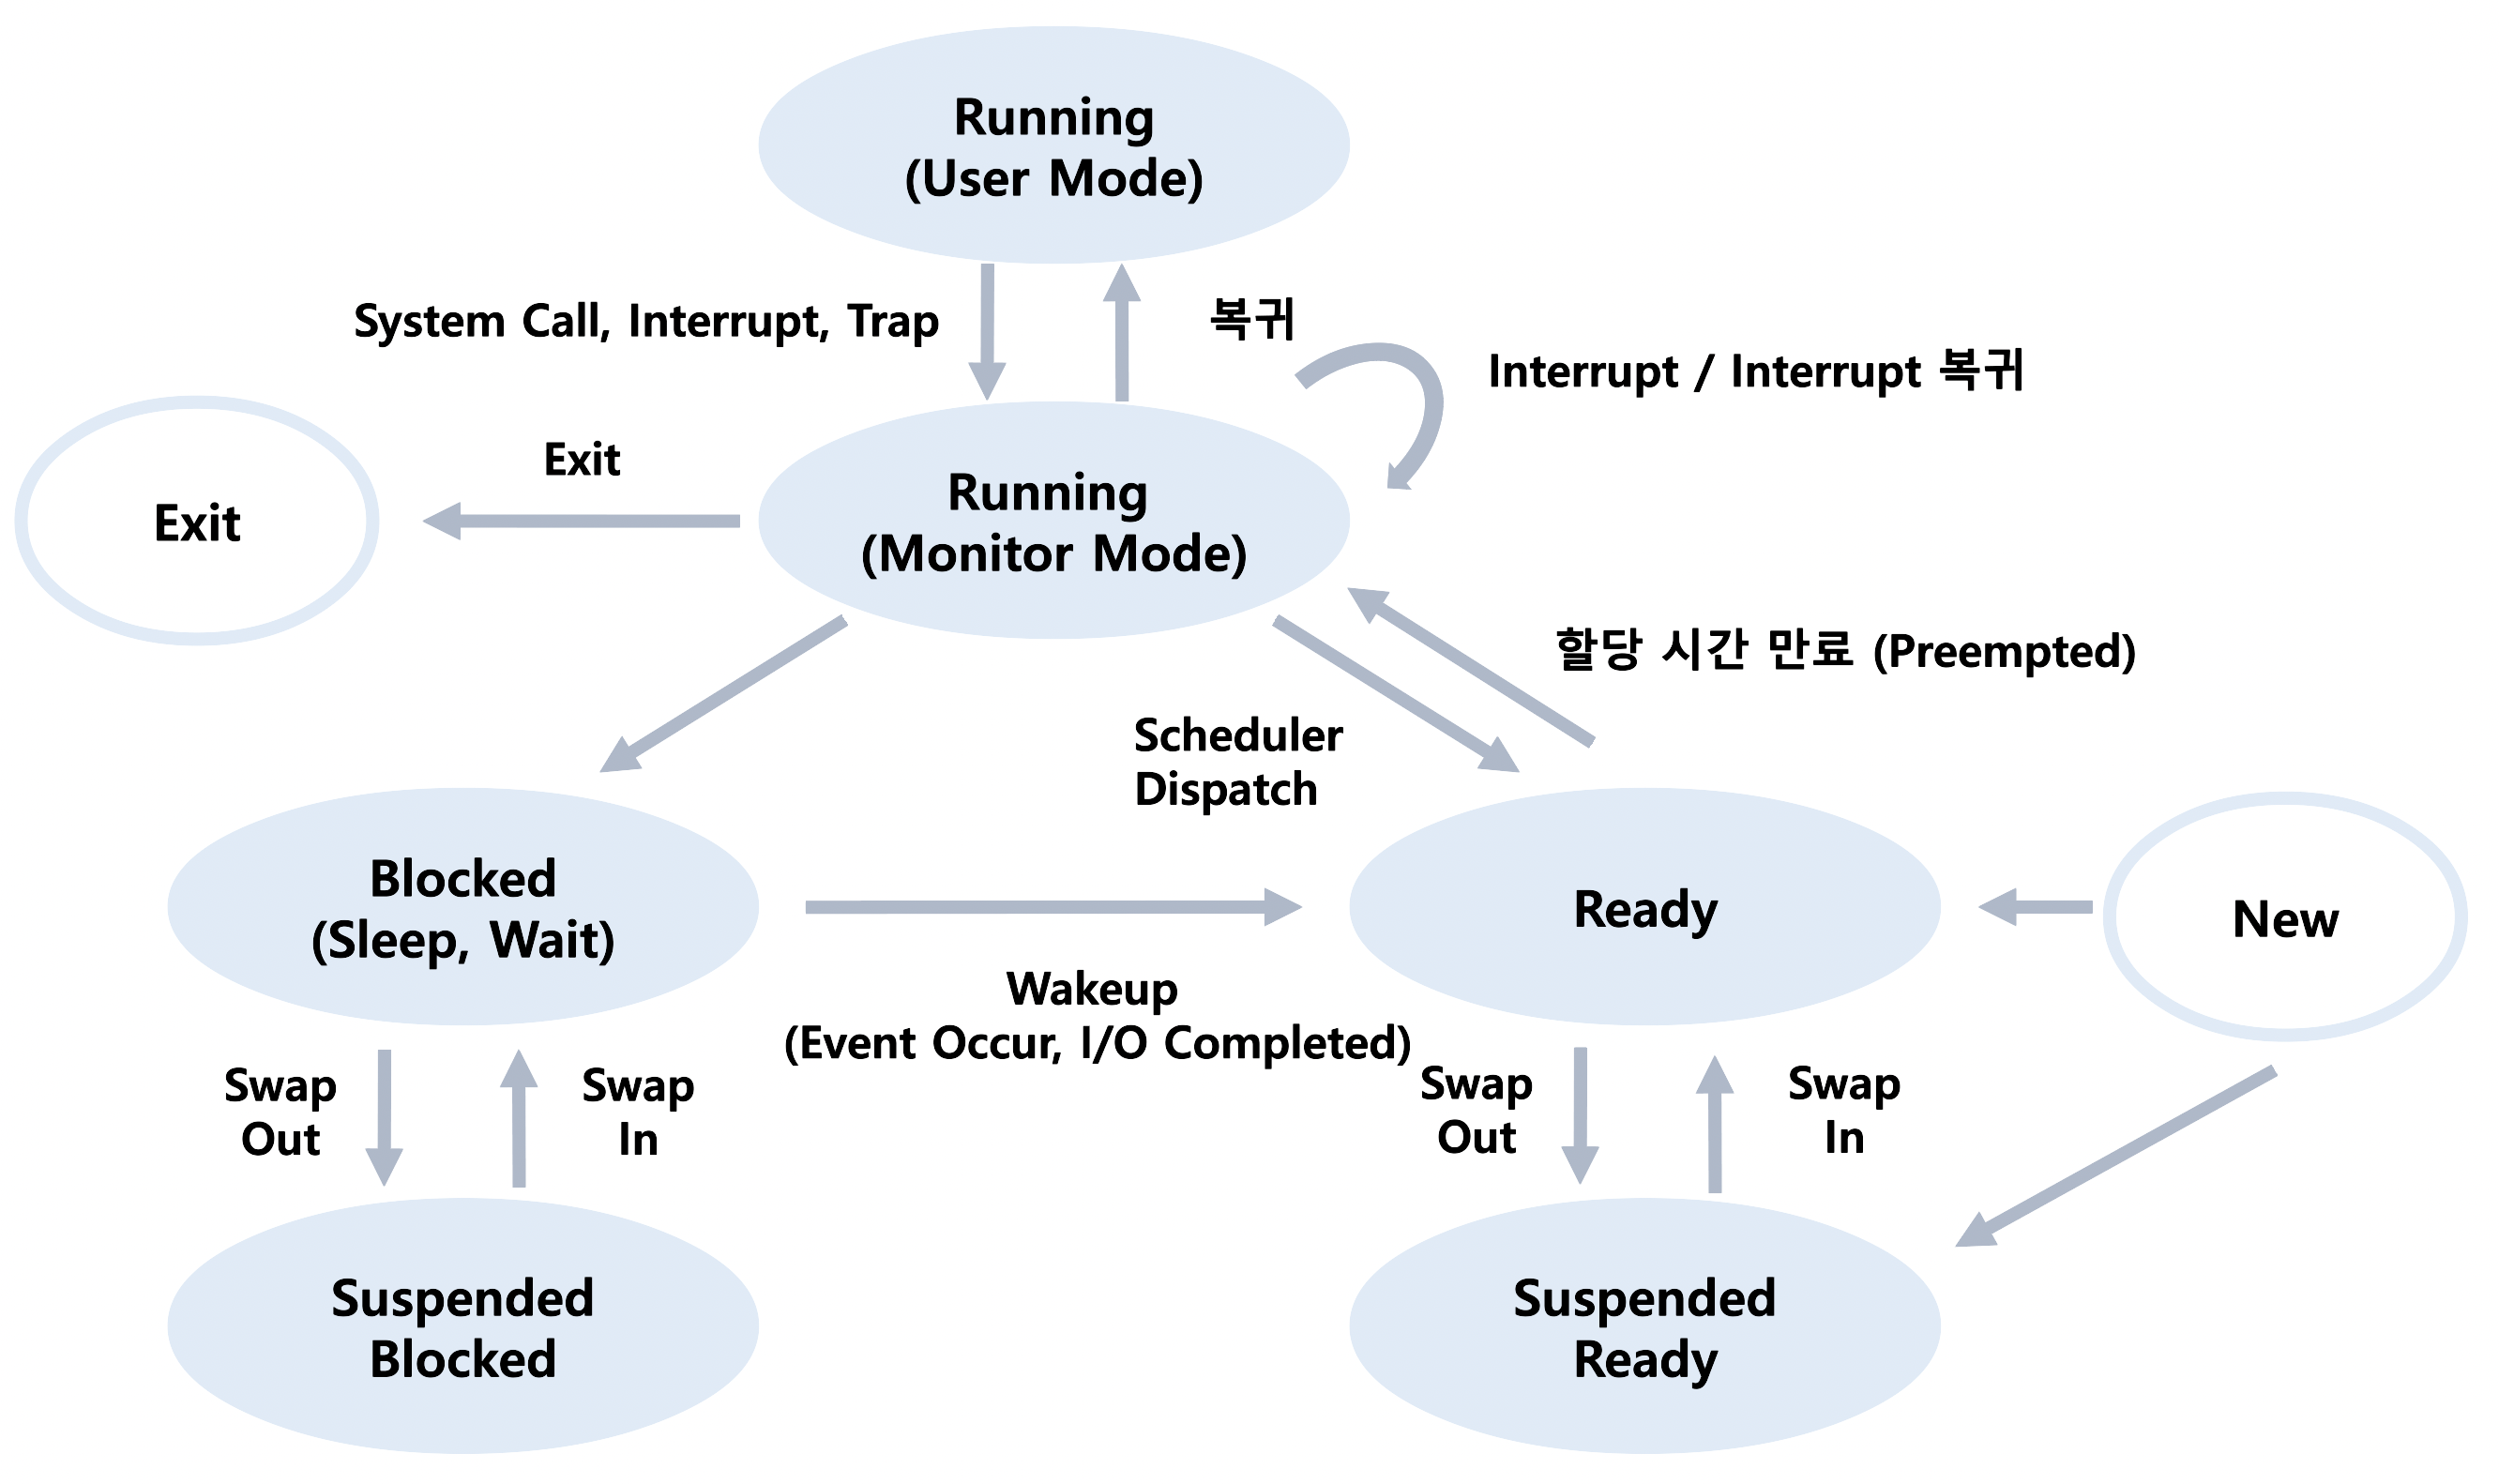 Running
(User Mode)
System Call, Interrupt, Trap
복귀
Interrupt / Interrupt 복귀
Exit
Exit
Running
(Monitor Mode)
할당 시간 만료 (Preempted)
Scheduler
Dispatch
Blocked
(Sleep, Wait)
Ready
New
Wakeup
(Event Occur, I/O Completed)
Swap
Out
Swap
In
Swap
Out
Swap
In
Suspended
Blocked
Suspended
Ready